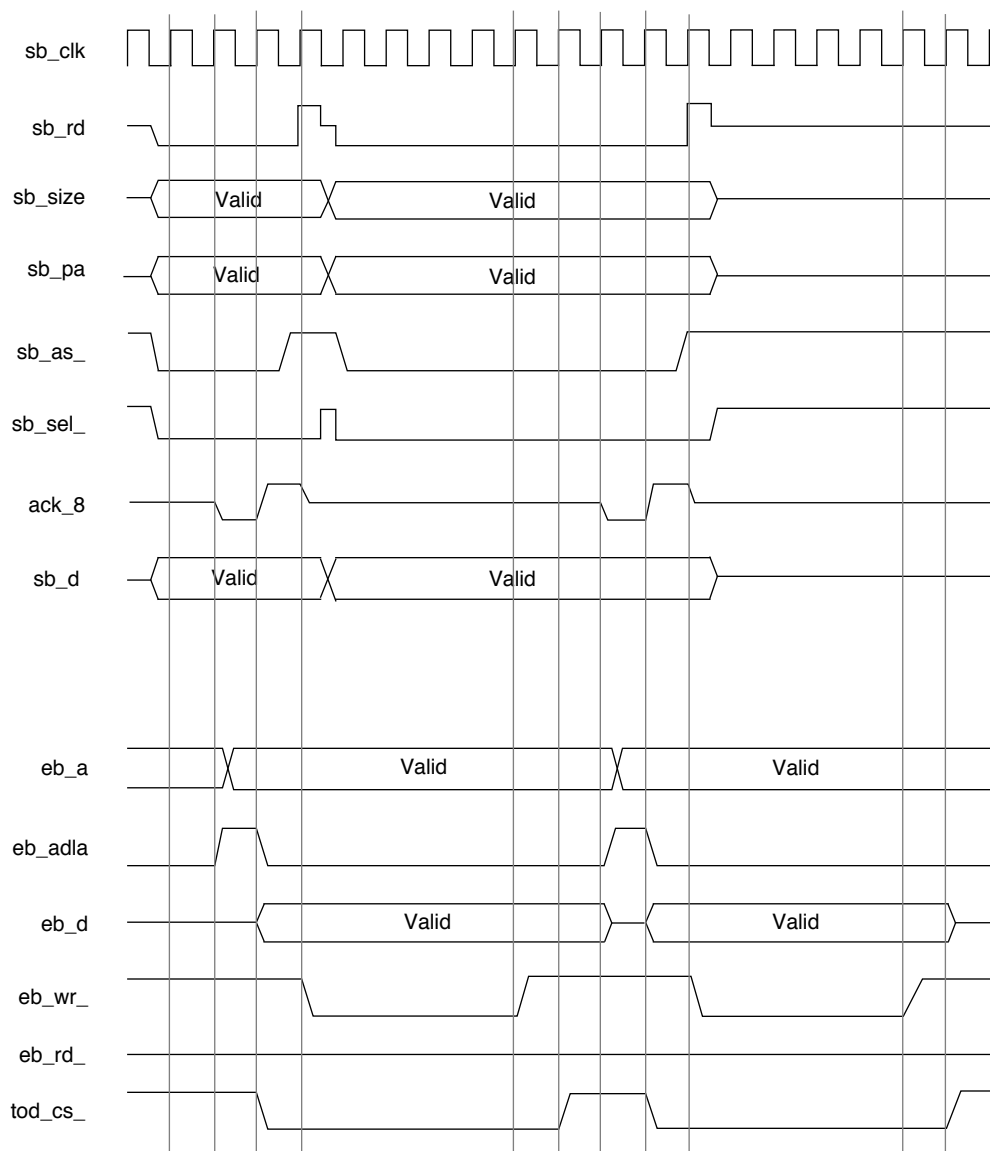 sb_clk
sb_rd
sb_size Valid Valid
sb_pa Valid Valid
sb_as_
sb_sel_
ack_8
sb_d Valid Valid
eb_a Valid Valid
eb_adla
eb_d Valid Valid
eb_wr_
eb_rd_
tod_cs_